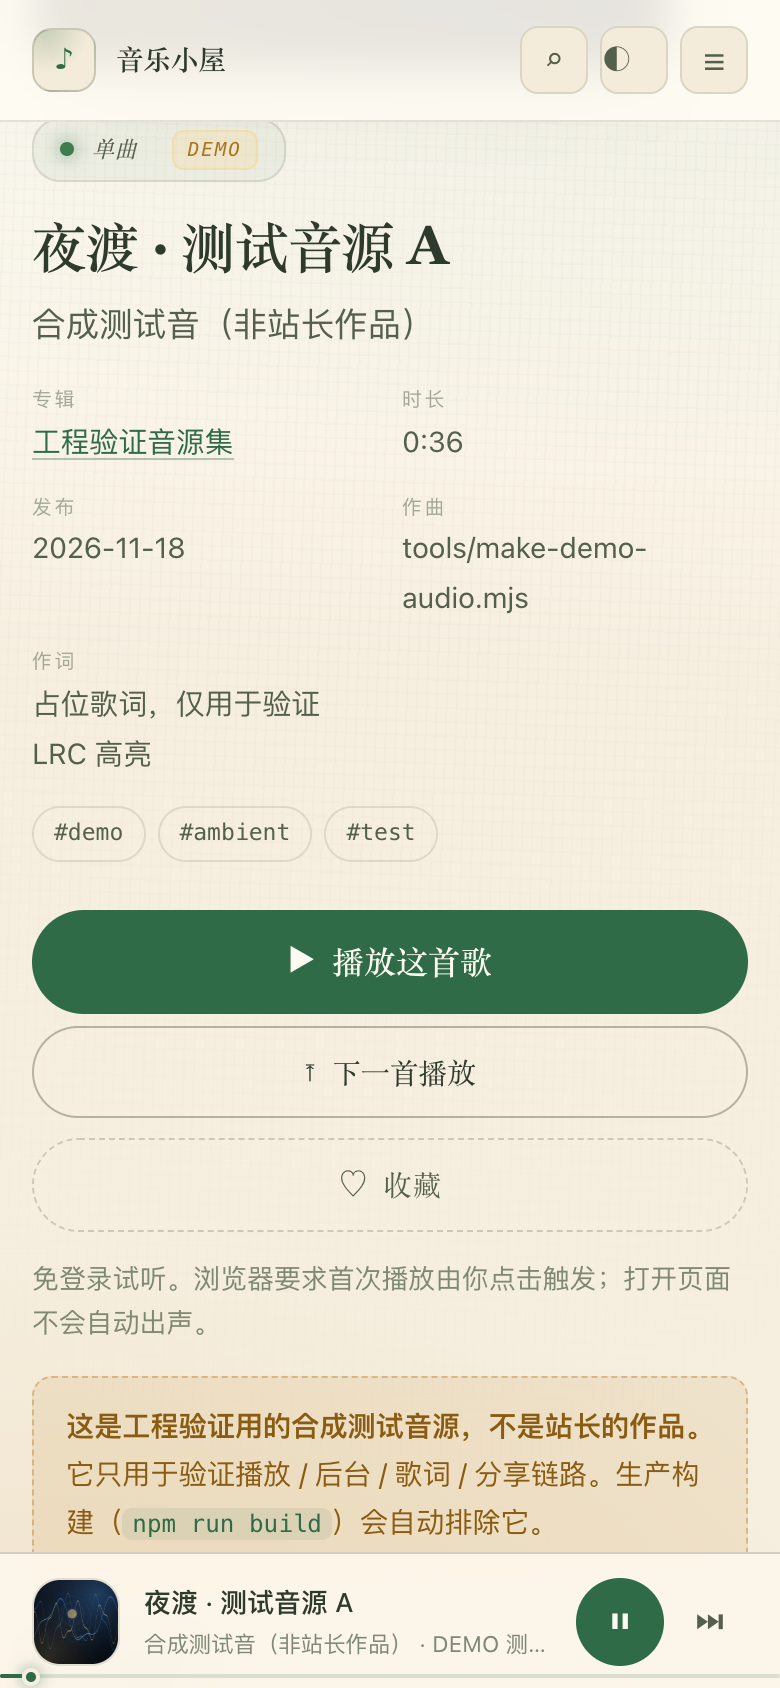 音乐小屋
单曲 DEMO
夜渡 · 测试音源 A
合成测试音（非站长作品）
专辑 时长
工程验证音源集 0:36
发布 作曲
2026-11-18 tools/make-demo-
audio.mjs
作词
占位歌词，仅用于验证
LRC 高亮
#demo #ambient #test
播放这首歌
下一首播放
收藏
免登录试听。浏览器要求首次播放由你点击触发；打开页面
不会自动出声。
这是工程验证用的合成测试音源，不是站长的作品。
它只用于验证播放 / 后台 / 歌词 / 分享链路。生产构
建（npm run build）会自动排除它。
夜渡 · 测试音源 A
合成测试音（非站长作品） · DEMO 测…